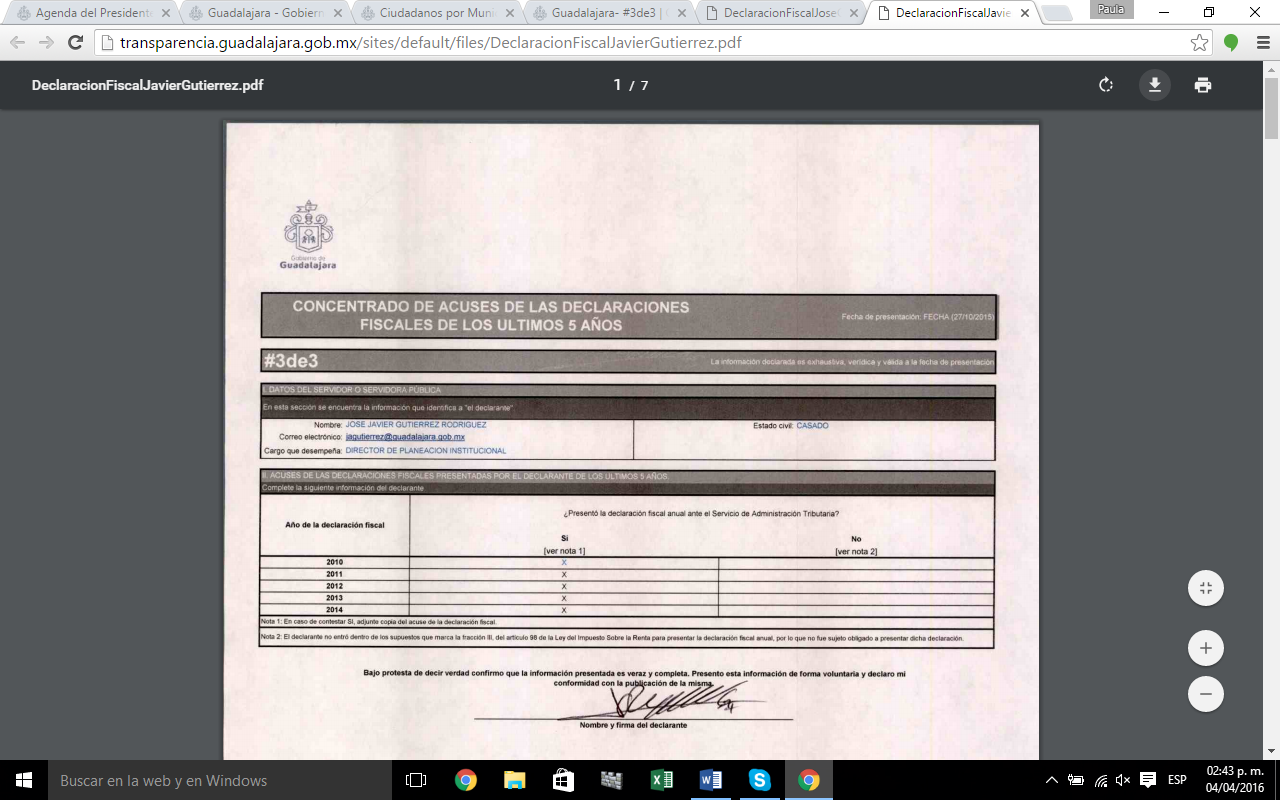 Agenda del Presidente
Guadalajara - Gobiern
Ciudadanos por Muni
Guadalajara- #3de3 | C
DeclaracionFiscalJose
DeclaracionFiscalJavie
Paula
transparencia.guadalajara.gob.mx/sites/default/files/DeclaracionFiscalJavierGutierrez.pdf
DeclaracionFiscalJavierGutierrez.pdf
1 / 7
Gobierno de
Guadalajara
CONCENTRADO DE ACUSES DE LAS DECLARACIONES
FISCALES DE LOS ULTIMOS 5 AÑOS
Fecha de presentación: FECHA (27/10/2015)
#3de3
La información declarada es exhaustiva, verídica y válida a la fecha de presentación
I. DATOS DEL SERVIDOR O SERVIDORA PÚBLICA
En esta sección se encuentra la información que identifica a "el declarante"
Nombre: JOSE JAVIER GUTIERREZ RODRIGUEZ
Estado civil: CASADO
Correo electrónico: jagutierrez@guadalajara.gob.mx
Cargo que desempeña: DIRECTOR DE PLANEACION INSTITUCIONAL
II. ACUSES DE LAS DECLARACIONES FISCALES PRESENTADAS POR EL DECLARANTE DE LOS ULTIMOS 5 AÑOS.
Complete la siguiente información del declarante
Año de la declaración fiscal
¿Presentó la declaración fiscal anual ante el Servicio de Administración Tributaria?
Si
[ver nota 1]
No
[ver nota 2]
2010 X
2011 X
2012 X
2013 X
2014 X
Nota 1: En caso de contestar SI, adjunte copia del acuse de la declaración fiscal.
Nota 2: El declarante no entró dentro de los supuestos que marca la fracción III, del artículo 98 de la Ley del Impuesto Sobre la Renta para presentar la declaración fiscal anual, por lo que no fue sujeto obligado a presentar dicha declaración.
Bajo protesta de decir verdad confirmo que la información presentada es veraz y completa. Presento esta información de forma voluntaria y declaro mi
conformidad con la publicación de la misma.
Nombre y firma del declarante
Buscar en la web y en Windows
ESP
02:43 p. m.
04/04/2016